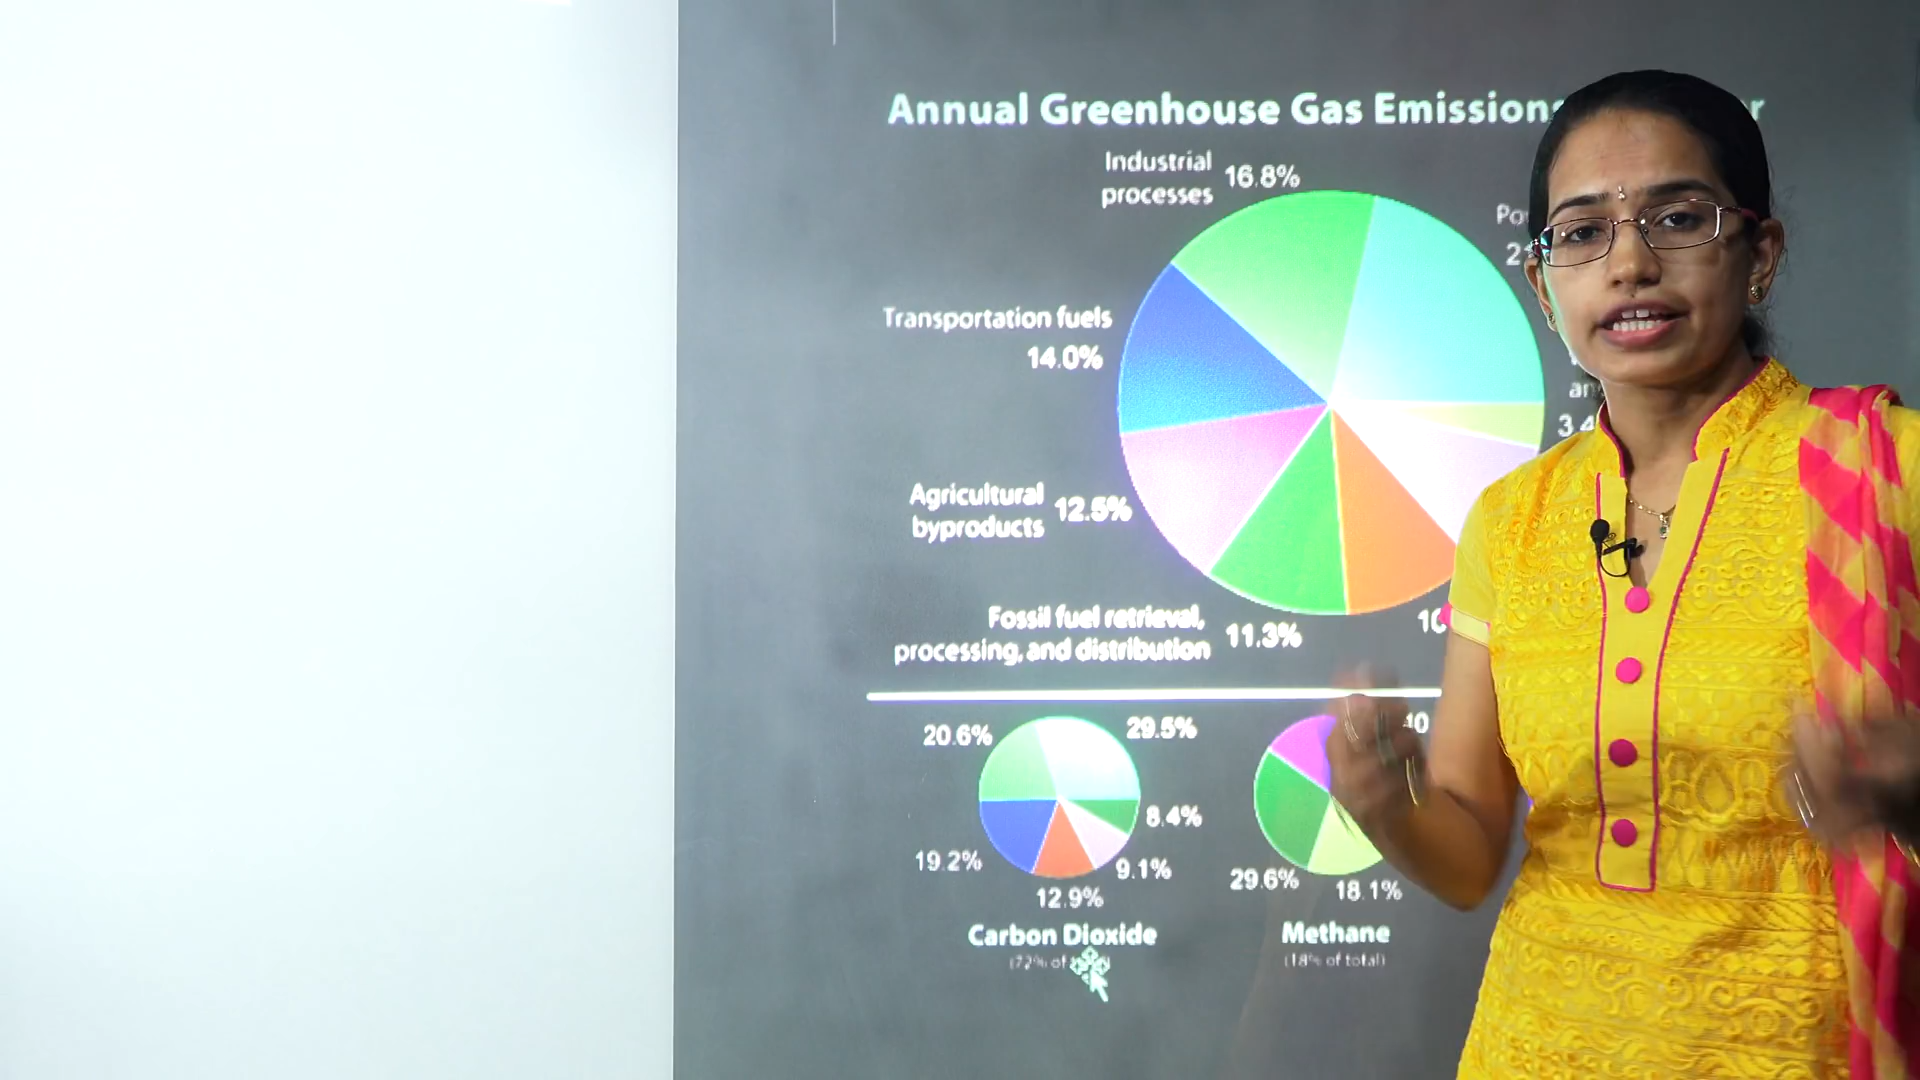 Annual Greenhouse Gas Emissions
Industrial
processes
16.8%
Transportation fuels
14.0%
Agricultural
byproducts
12.5%
Fossil fuel retrieval,
processing, and distribution
11.3%
20.6%
29.5%
8.4%
19.2%
9.1%
12.9%
Carbon Dioxide
(72% of
29.6%
18.1%
Methane
(18% of total)